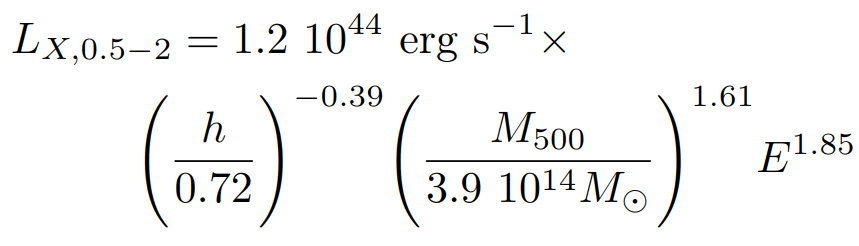 L_{X,0.5−2} = 1.2 10^{44} erg s^{−1}×
(h/0.72)^{−0.39} (M_{500}/3.9 10^{14}M_⊙)^{1.61} E^{1.85}